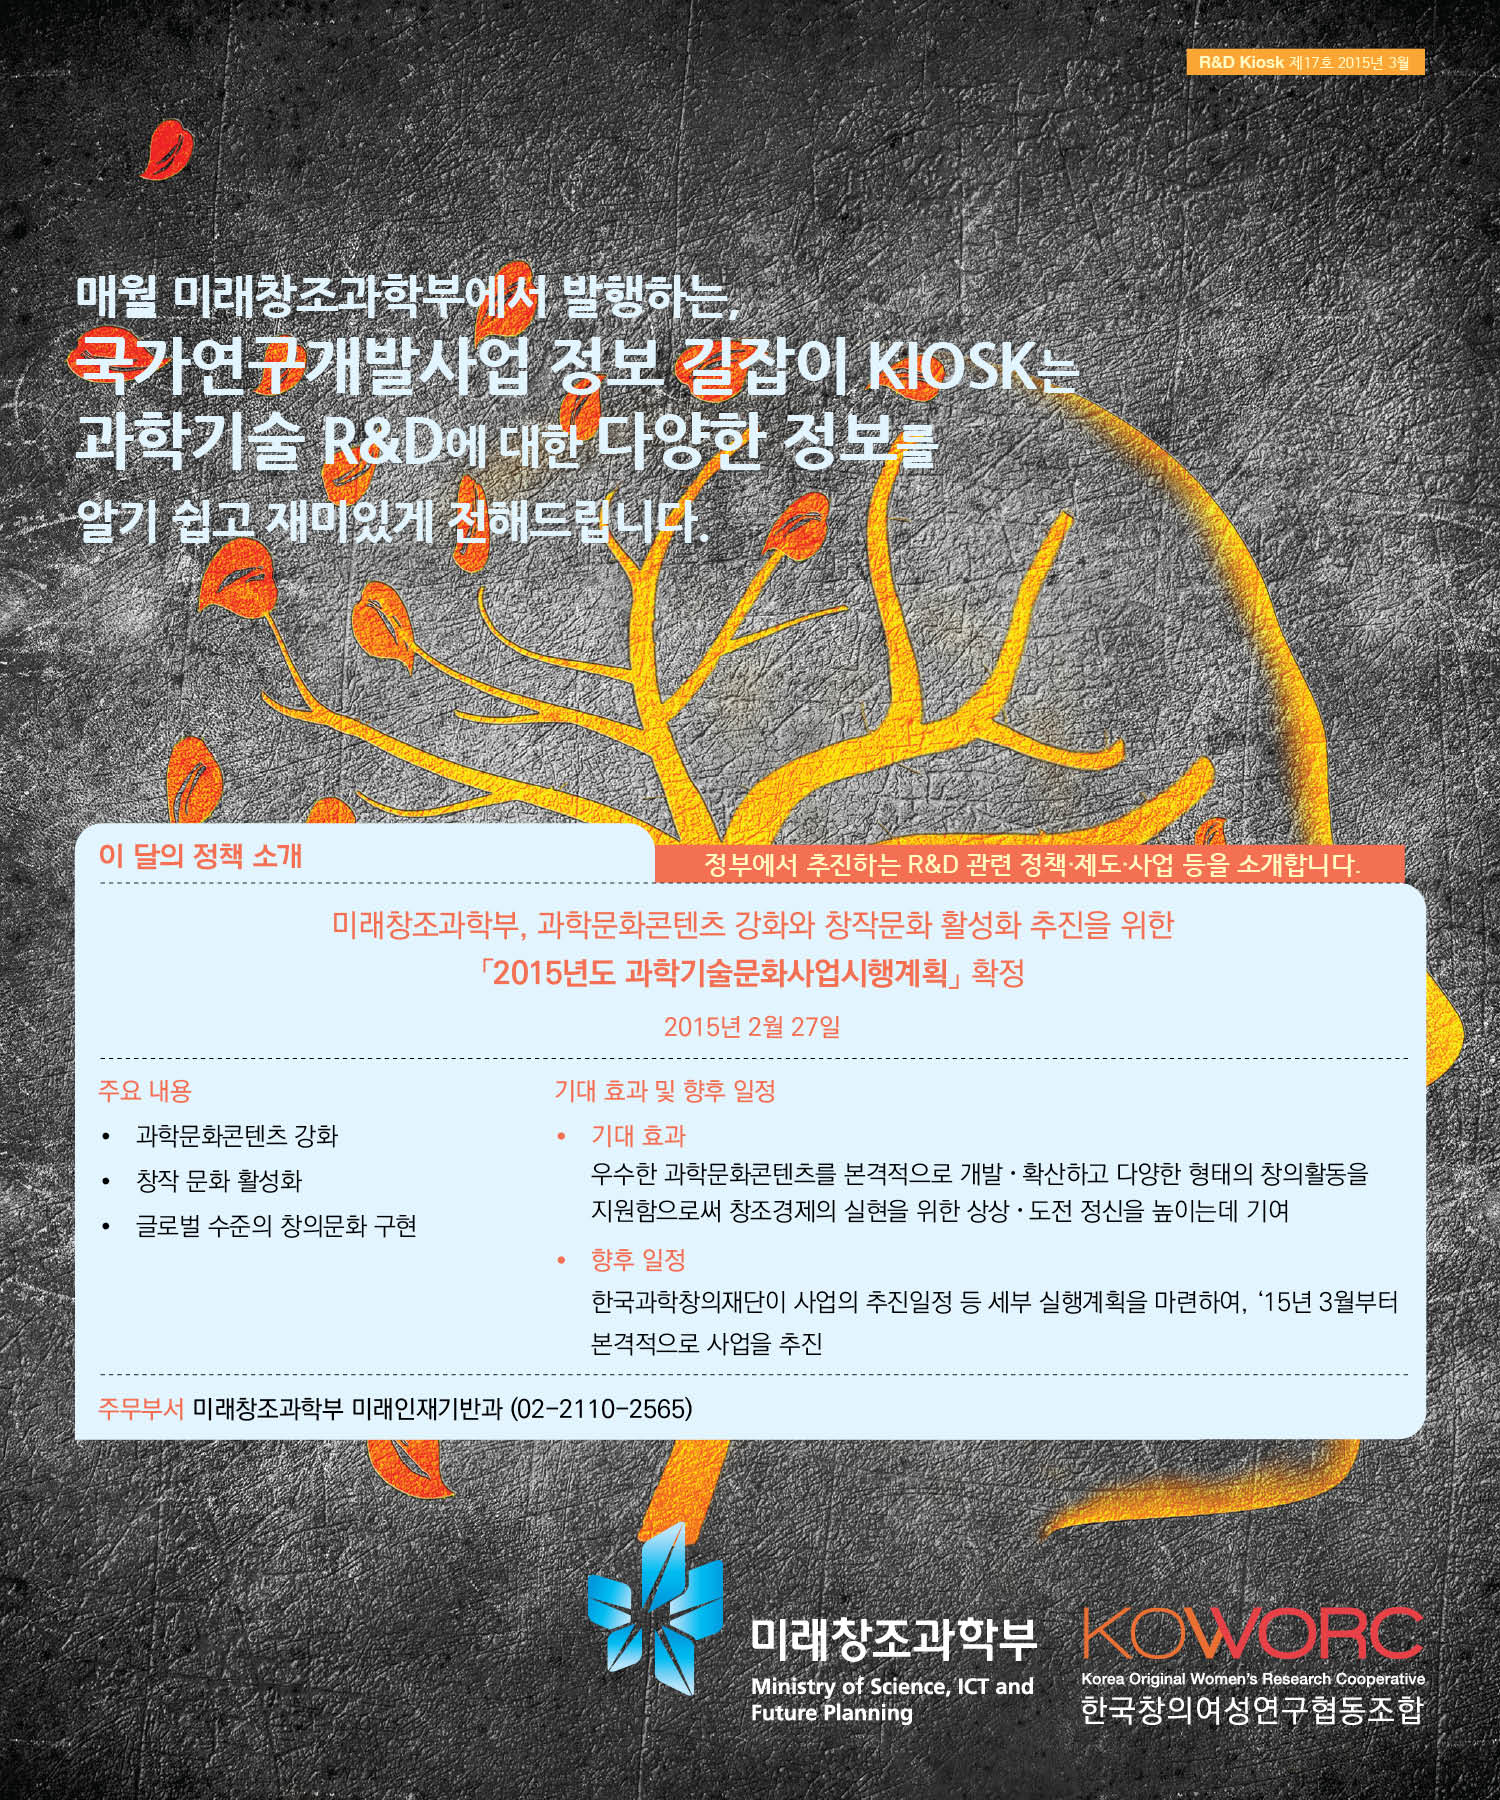 R&D Kiosk 제17호 2015년 3월
매월 미래창조과학부에서 발행하는,
국가연구개발사업 정보 길잡이 KIOSK는
과학기술 R&D에 대한 다양한 정보를
알기 쉽고 재미있게 전해드립니다.
이 달의 정책 소개
정부에서 추진하는 R&D 관련 정책·제도·사업 등을 소개합니다.
미래창조과학부, 과학문화콘텐츠 강화와 창작문화 활성화 추진을 위한
「2015년도 과학기술문화사업시행계획」 확정
2015년 2월 27일
주요 내용
• 과학문화콘텐츠 강화
• 창작 문화 활성화
• 글로벌 수준의 창의문화 구현
기대 효과 및 향후 일정
• 기대 효과
우수한 과학문화콘텐츠를 본격적으로 개발·확산하고 다양한 형태의 창의활동을
지원함으로써 창조경제의 실현을 위한 상상·도전 정신을 높이는데 기여
• 향후 일정
한국과학창의재단이 사업의 추진일정 등 세부 실행계획을 마련하여, ‘15년 3월부터
본격적으로 사업을 추진
주무부서 미래창조과학부 미래인재기반과 (02-2110-2565)
미래창조과학부
Ministry of Science, ICT and
Future Planning
KOWORC
Korea Original Women's Research Cooperative
한국창의여성연구협동조합